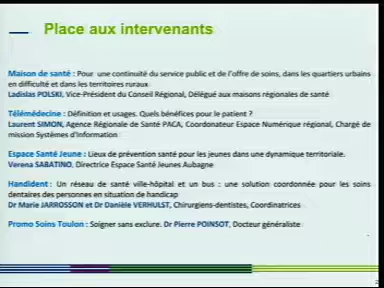 Place aux intervenants
Maison de santé : Pour une continuité du service public et de l'offre de soins, dans les quartiers urbains
en difficulté et dans les territoires ruraux
Ladislas POLSKI, Vice-Président du Conseil Régional, Délégué aux maisons régionales de santé
Télémédecine : Définition et usages. Quels bénéfices pour le patient ?
Laurent SIMON, Agence Régionale de Santé PACA, Coordonateur Espace Numérique régional, Chargé de
mission Systèmes d'Information
Espace Santé Jeune : Lieux de prévention santé pour les jeunes dans une dynamique territoriale.
Verena SABATINO, Directrice Espace Santé Jeunes Aubagne
Handident : Un réseau de santé ville-hôpital et un bus : une solution coordonnée pour les soins
dentaires des personnes en situation de handicap
Dr Marie JARROSSON et Dr Danièle VERHULST, Chirurgiens-dentistes, Coordinatrices
Promo Soins Toulon : Soigner sans exclure. Dr Pierre POINSOT, Docteur généraliste
2